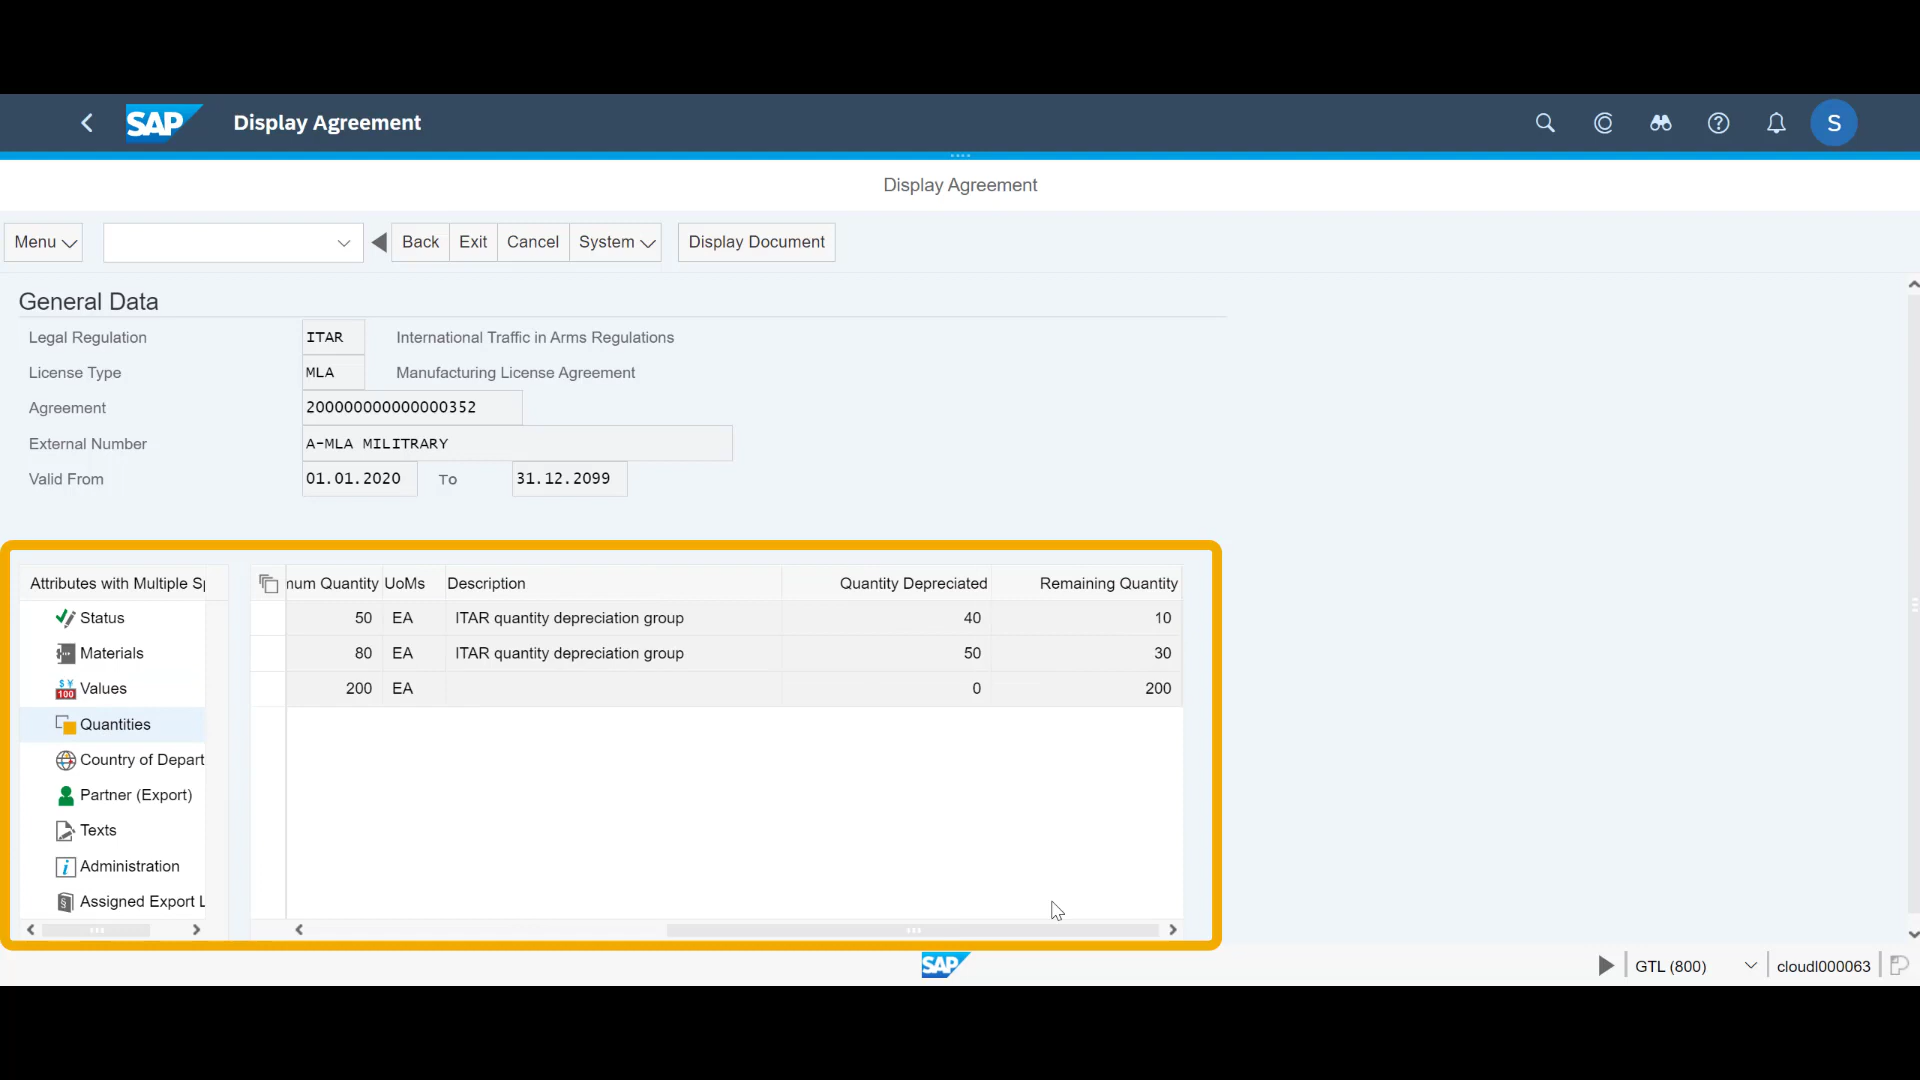 SAP Display Agreement S
Display Agreement
Menu Back Exit Cancel System Display Document
General Data
Legal Regulation ITAR International Traffic in Arms Regulations
License Type MLA Manufacturing License Agreement
Agreement 200000000000000352
External Number A-MLA MILITRARY
Valid From 01.01.2020 To 31.12.2099
Attributes with Multiple Sp num Quantity UoMs Description Quantity Depreciated Remaining Quantity
Status 50 EA ITAR quantity depreciation group 40 10
Materials 80 EA ITAR quantity depreciation group 50 30
Values 200 EA 0 200
Quantities
Country of Depart
Partner (Export)
Texts
Administration
Assigned Export L
SAP GTL (800) cloudl000063